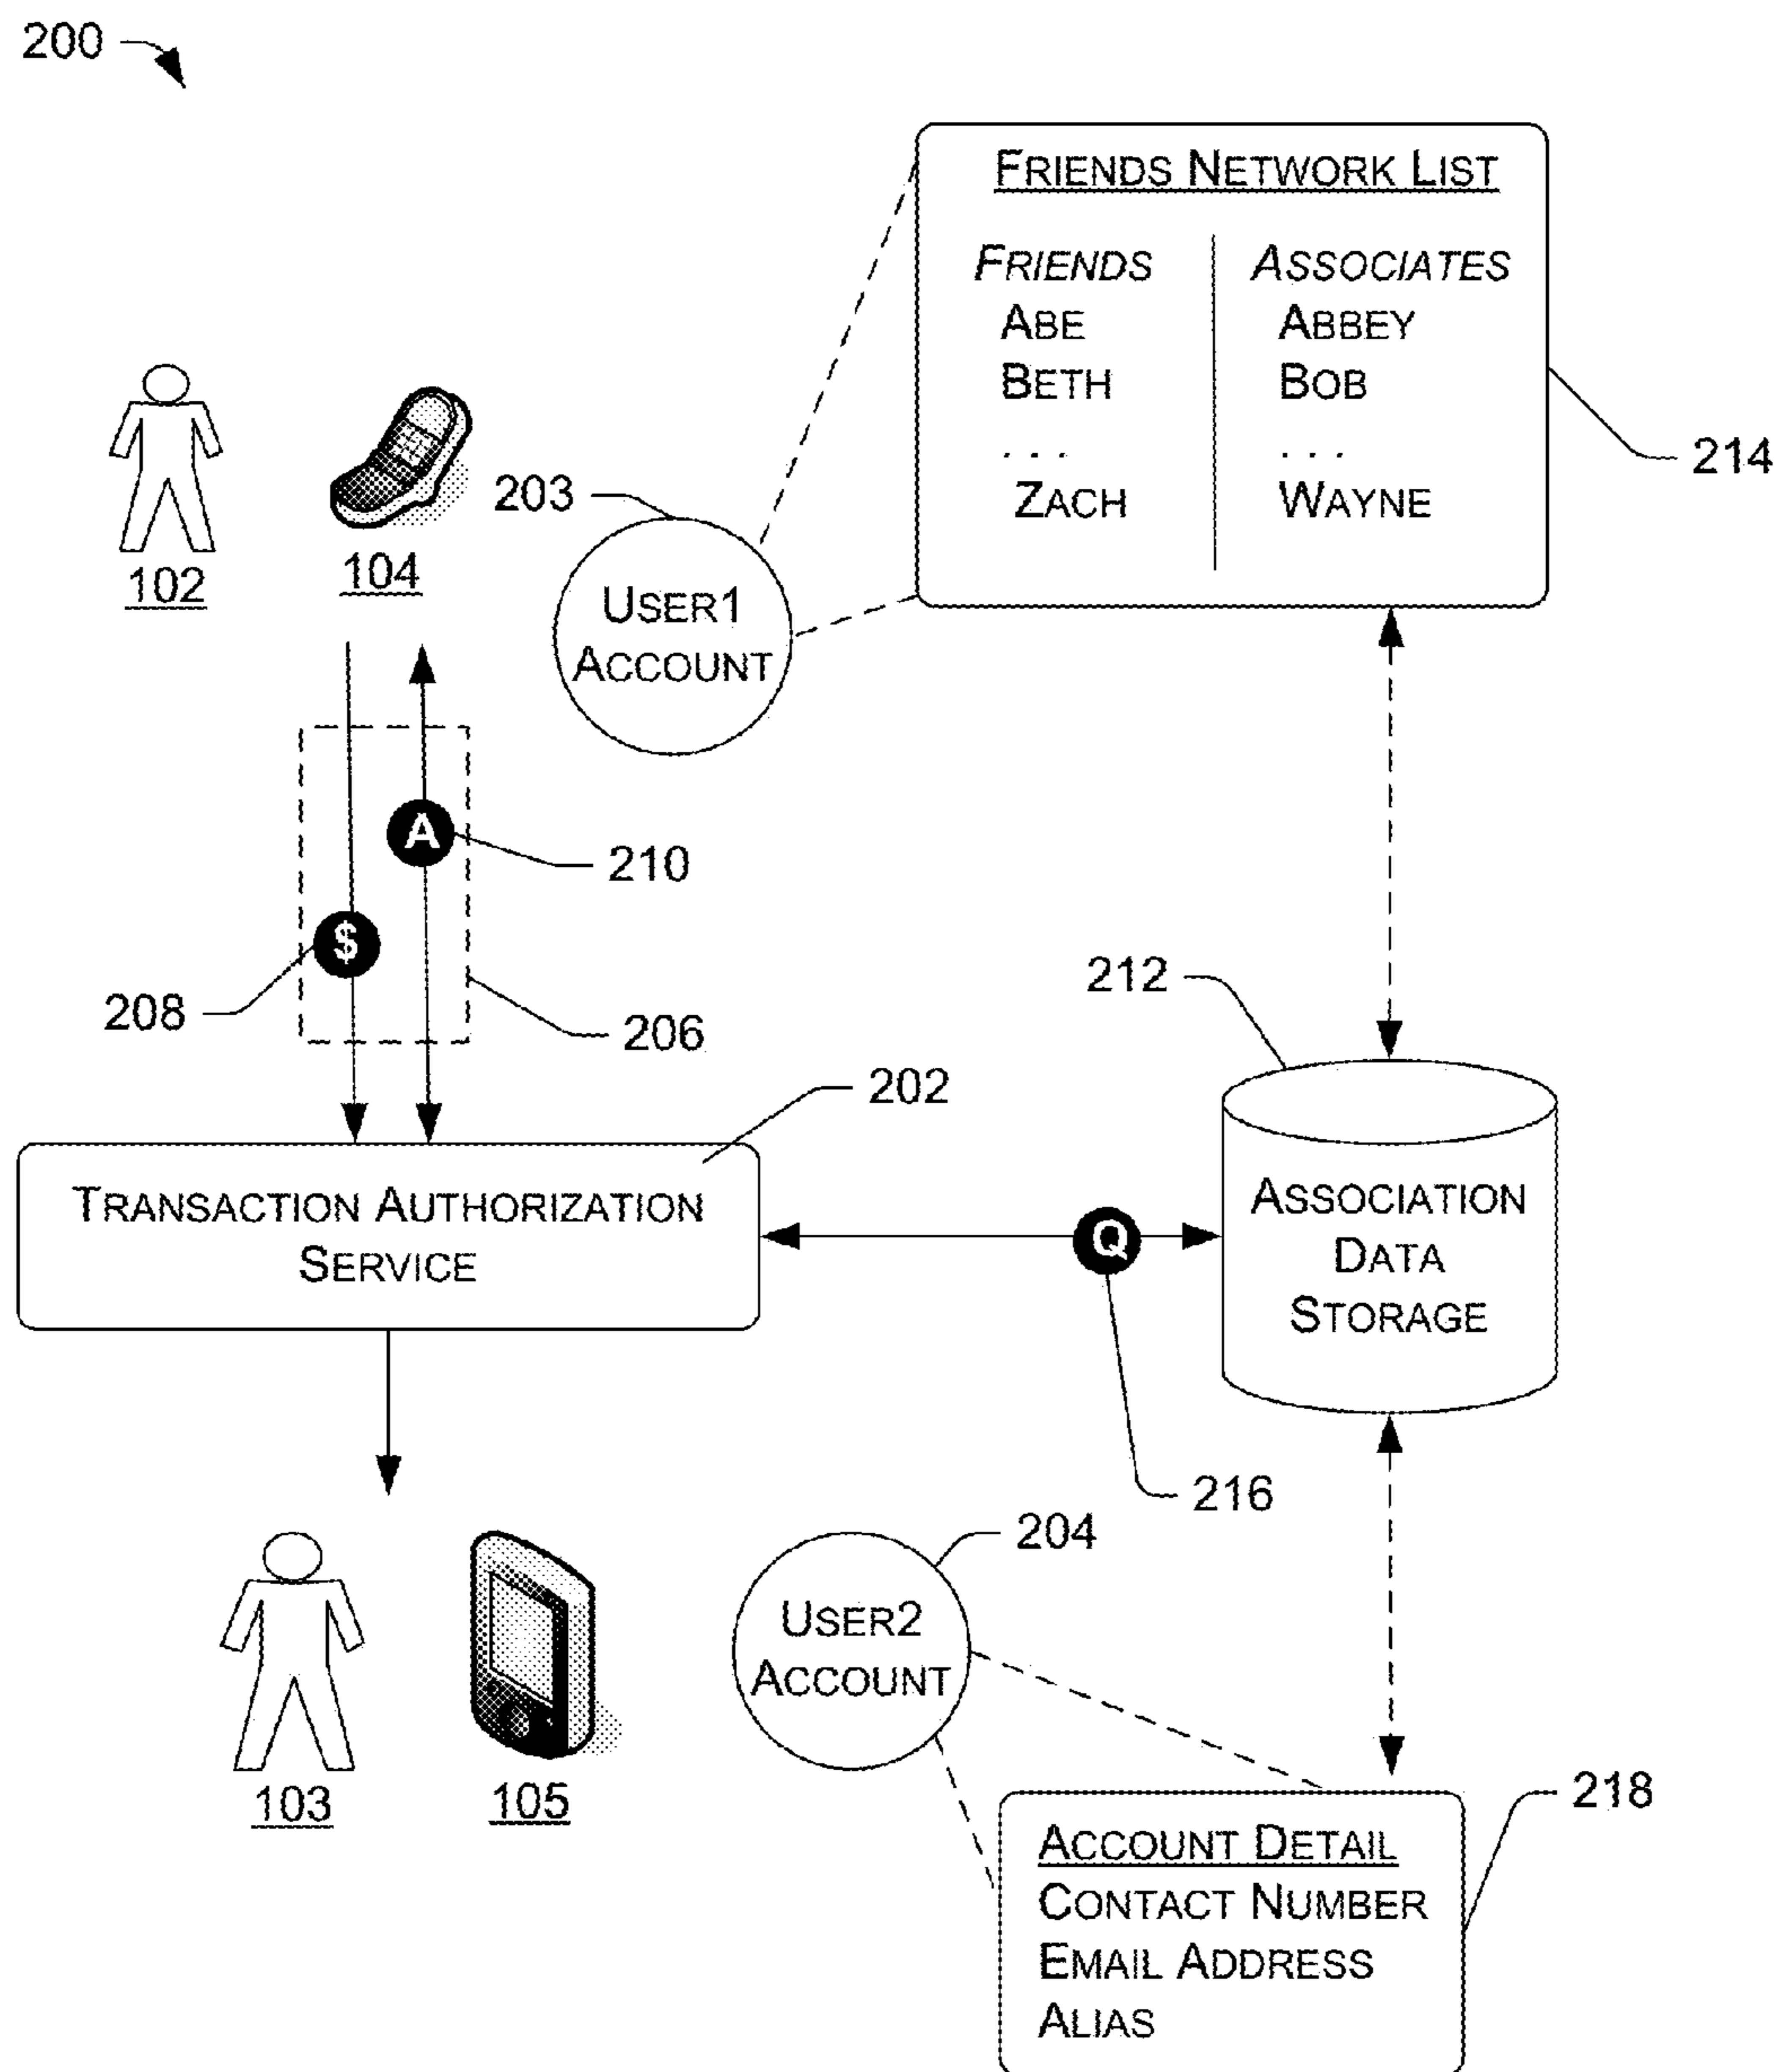 200
FRIENDS NETWORK LIST
FRIENDS ASSOCIATES
ABE ABBEY
BETH BOB
... ...
ZACH WAYNE
214
102
104
203
USER1
ACCOUNT
A
210
$
208
206
212
202
TRANSACTION AUTHORIZATION
SERVICE
Q
ASSOCIATION
DATA
STORAGE
216
204
USER2
ACCOUNT
103
105
218
ACCOUNT DETAIL
CONTACT NUMBER
EMAIL ADDRESS
ALIAS